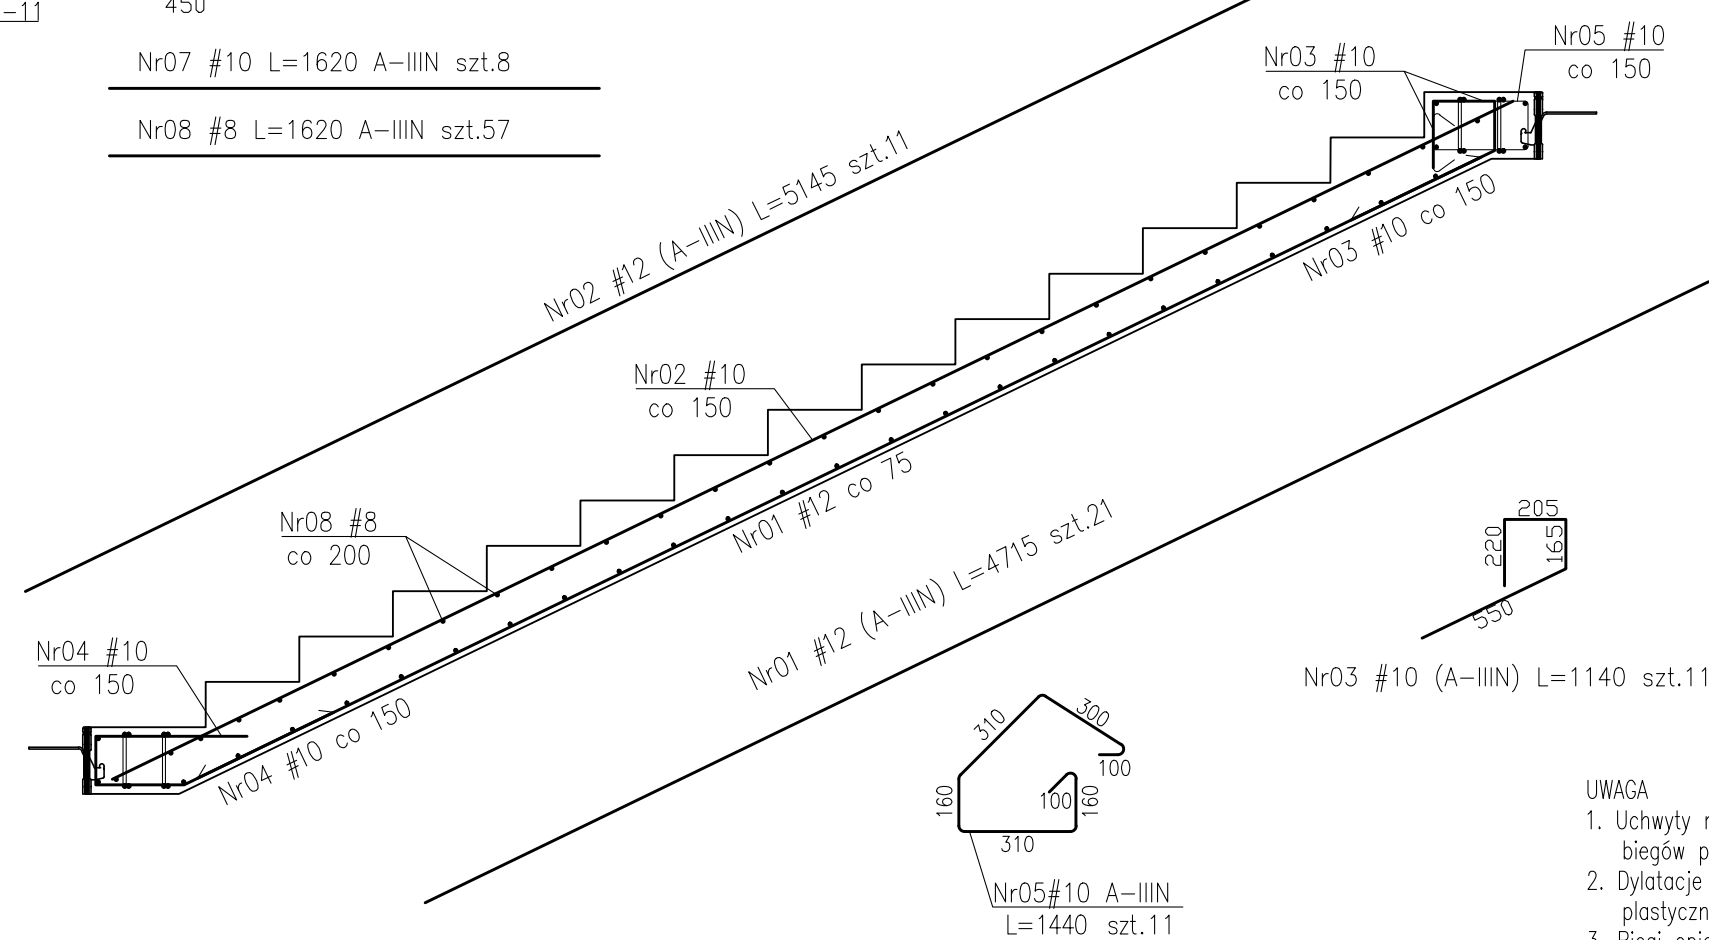 -11
450
Nr07 #10 L=1620 A-IIIN szt.8
Nr08 #8 L=1620 A-IIIN szt.57
Nr02 #12 (A-IIIN) L=5145 szt.11
Nr03 #10
co 150
Nr05 #10
co 150
Nr03 #10 co 150
Nr02 #10
co 150
Nr01 #12 co 75
Nr08 #8
co 200
Nr01 #12 (A-IIIN) L=4715 szt.21
205
220
165
550
Nr03 #10 (A-IIIN) L=1140 szt.11
Nr04 #10
co 150
Nr04 #10 co 150
310
300
100
160
100
160
310
Nr05#10 A-IIIN
L=1440 szt.11
UWAGA
1. Uchwyty
biegów p
2. Dylatacje
plastyczn